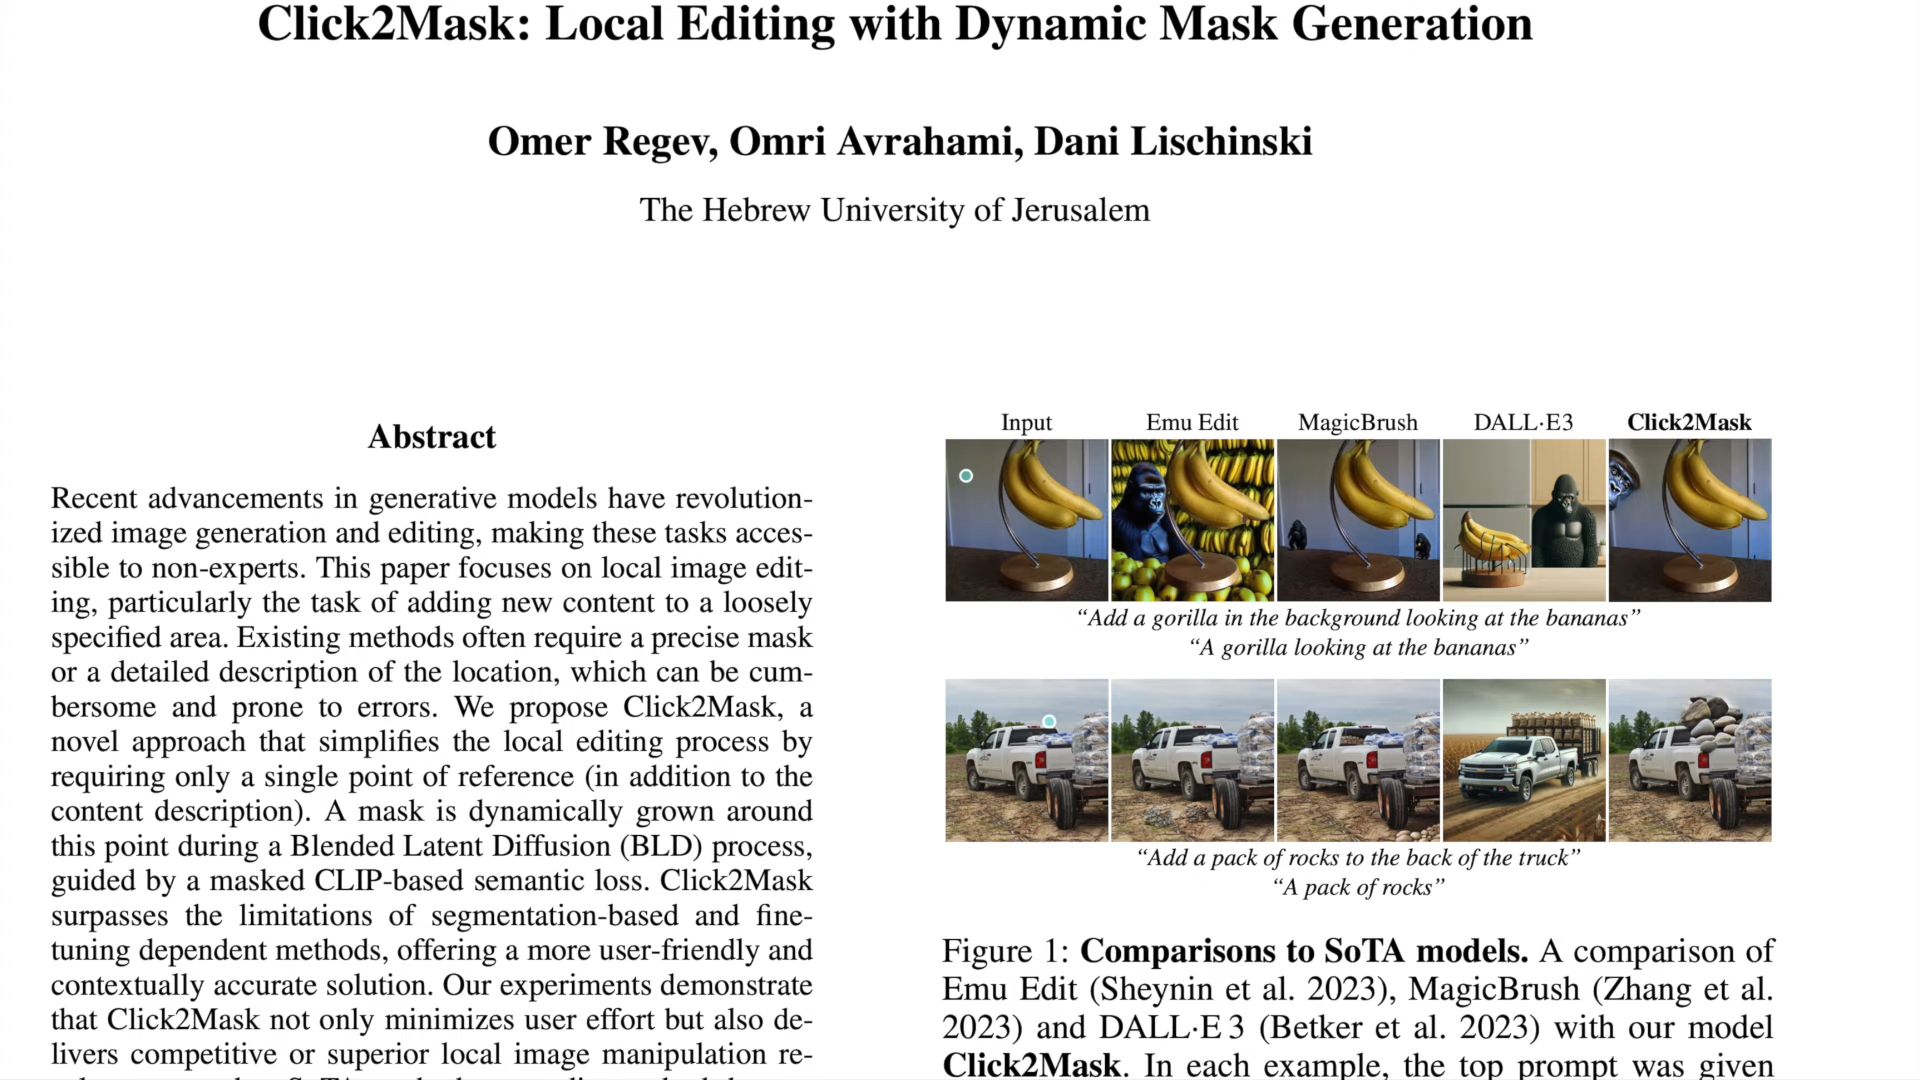 Click2Mask: Local Editing with Dynamic Mask Generation
Omer Regev, Omri Avrahami, Dani Lischinski
The Hebrew University of Jerusalem
Abstract
Recent advancements in generative models have revolution-
ized image generation and editing, making these tasks acces-
sible to non-experts. This paper focuses on local image edit-
ing, particularly the task of adding new content to a loosely
specified area. Existing methods often require a precise mask
or a detailed description of the location, which can be cum-
bersome and prone to errors. We propose Click2Mask, a
novel approach that simplifies the local editing process by
requiring only a single point of reference (in addition to the
content description). A mask is dynamically grown around
this point during a Blended Latent Diffusion (BLD) process,
guided by a masked CLIP-based semantic loss. Click2Mask
surpasses the limitations of segmentation-based and fine-
tuning dependent methods, offering a more user-friendly and
contextually accurate solution. Our experiments demonstrate
that Click2Mask not only minimizes user effort but also de-
livers competitive or superior local image manipulation re-
Input Emu Edit MagicBrush DALL·E3 Click2Mask
“Add a gorilla in the background looking at the bananas”
“A gorilla looking at the bananas”
“Add a pack of rocks to the back of the truck”
“A pack of rocks”
Figure 1: Comparisons to SoTA models. A comparison of
Emu Edit (Sheynin et al. 2023), MagicBrush (Zhang et al.
2023) and DALL·E 3 (Betker et al. 2023) with our model
Click2Mask. In each example, the top prompt was given